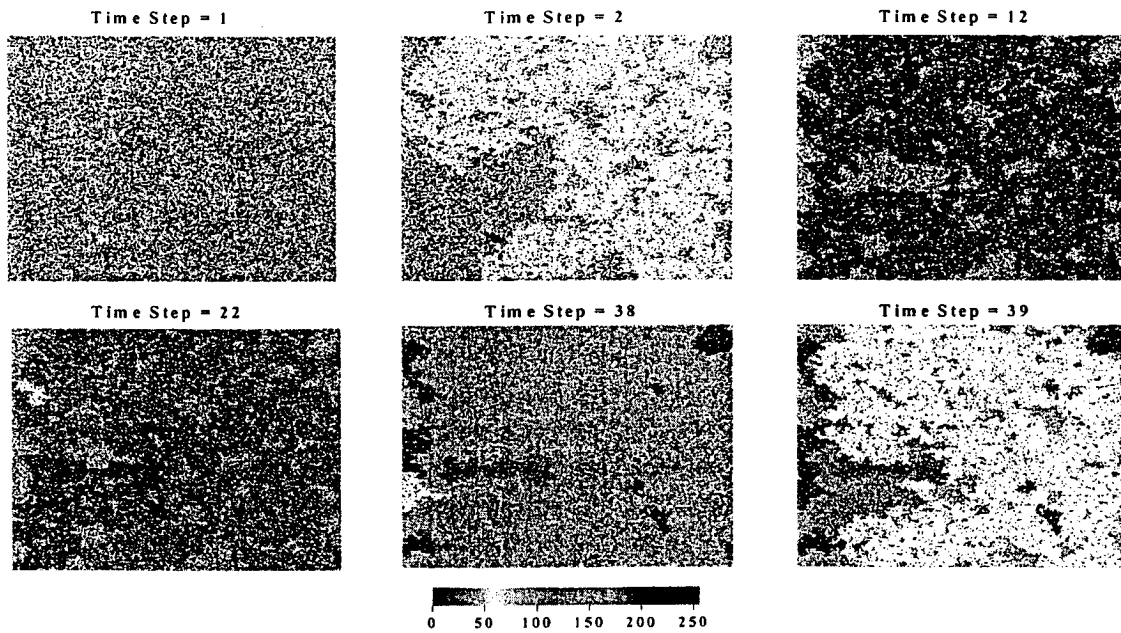 Time Step = 1
Time Step = 2
Time Step = 12
Time Step = 22
Time Step = 38
Time Step = 39
0 50 100 150 200 250